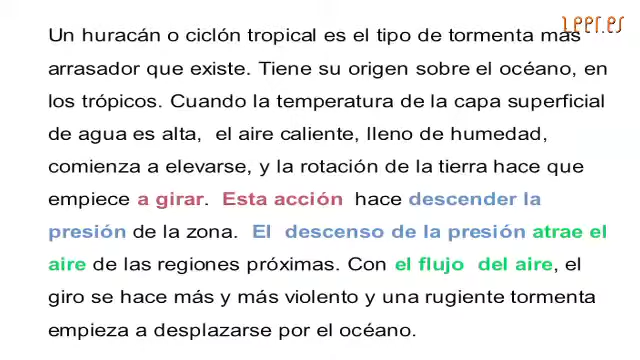 leer.es
Un huracán o ciclón tropical es el tipo de tormenta más
arrasador que existe. Tiene su origen sobre el océano, en
los trópicos. Cuando la temperatura de la capa superficial
de agua es alta, el aire caliente, lleno de humedad,
comienza a elevarse, y la rotación de la tierra hace que
empiece a girar. Esta acción hace descender la
presión de la zona. El descenso de la presión atrae el
aire de las regiones próximas. Con el flujo del aire, el
giro se hace más y más violento y una rugiente tormenta
empieza a desplazarse por el océano.